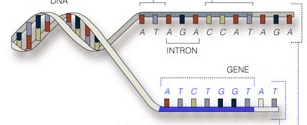 DNA
A T A G A C C A T A G A
INTRON
GENE
A T C T G G T A T